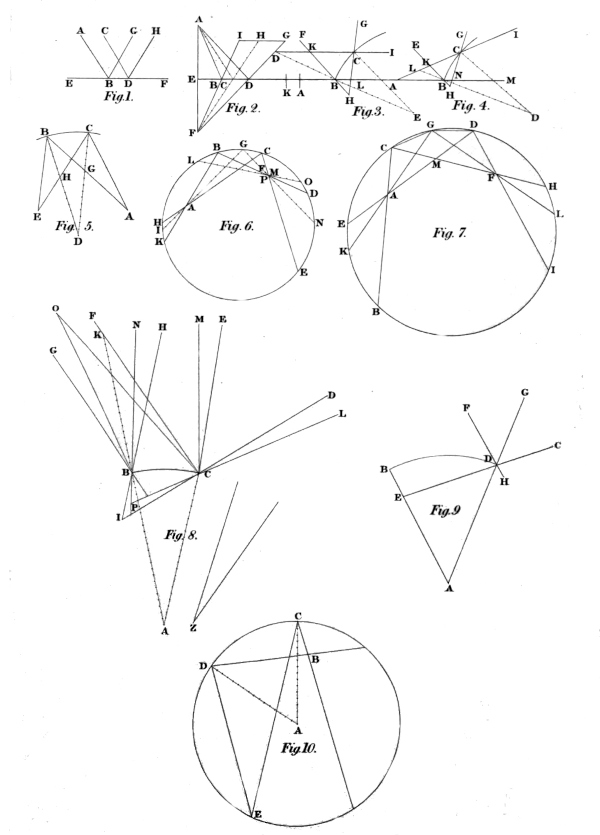 A C G H
E B D F
Fig.1.
A I H G
D
E B C D K A
F
Fig.2.
F K G
C I
B L A
H E
Fig.3.
E K G C I
L B N M
H D
Fig.4.
B C
H G
E D A
Fig. 5.
B G C
L F M
P O
D
A
H I K N
E
Fig. 6.
G D
C
M F H
A
E L
K I
B
Fig. 7.
O F K N H M E
G
D
L
B C
I P
A Z
Fig. 8.
F G
B D C
E H
A
Fig.9
C
D B
A
E
Fig.10.